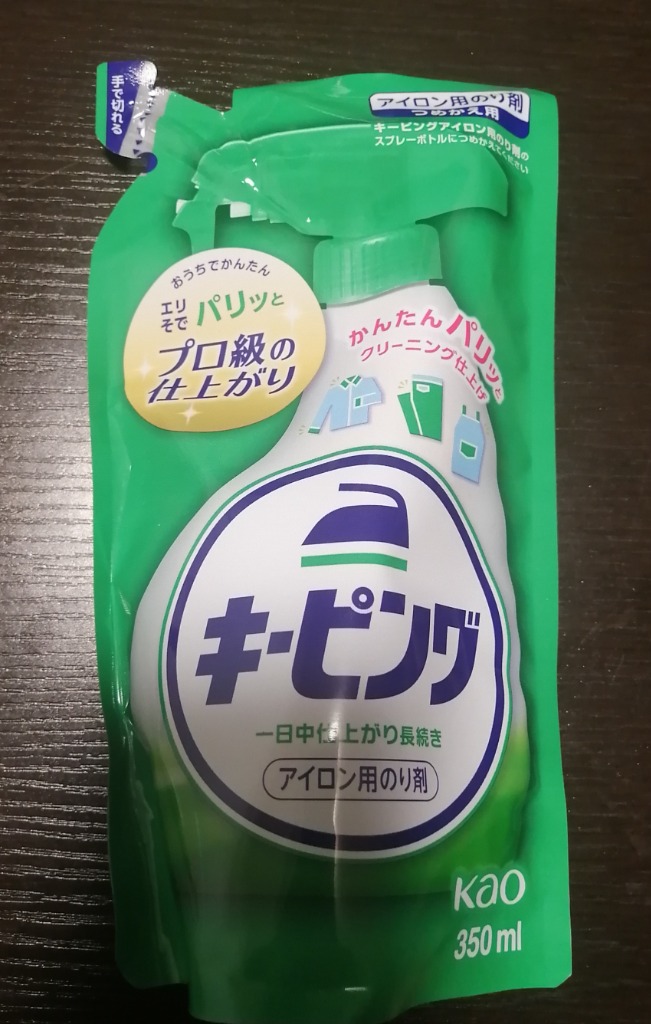 手で切れる
アイロン用のり剤
つめかえ用
キーピングアイロン用のり剤の
スプレーボトルにつめかえてください
おうちでかんたん
エリ
そで パリッと
プロ級の
仕上がり
かんたんパリッと
クリーニング仕上げ
キーピング
一日中仕上がり長続き
アイロン用のり剤
Kao
350 ml